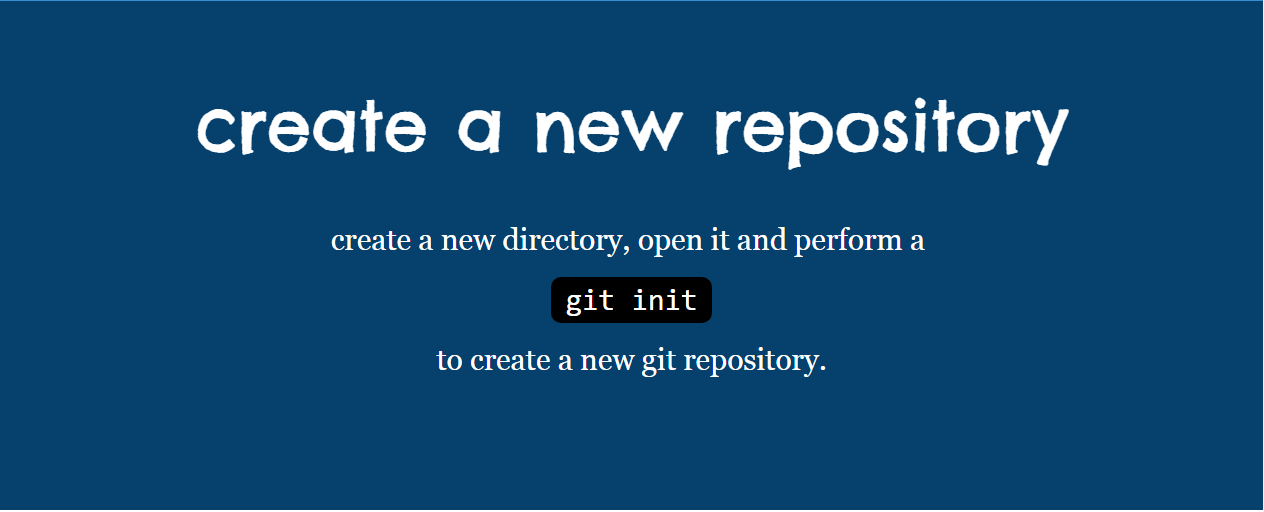 create a new repository
create a new directory, open it and perform a
git init
to create a new git repository.